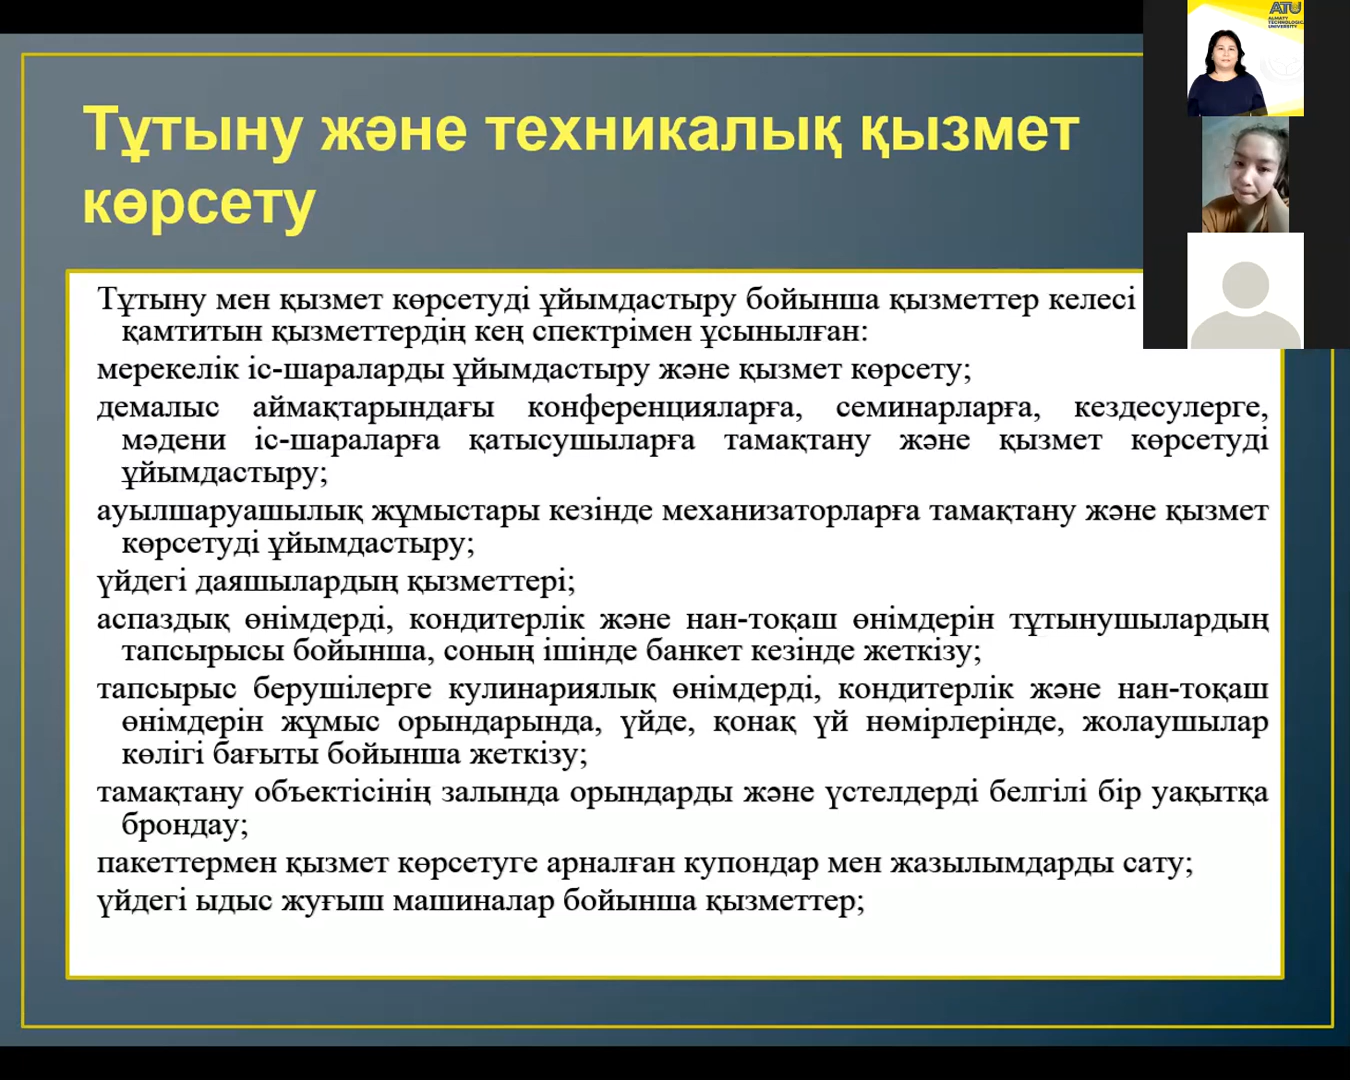 Тұтыну және техникалық қызмет
көрсету
Тұтыну мен қызмет көрсетуді ұйымдастыру бойынша қызметтер келесі
қамтитын қызметтердің кең спектрімен ұсынылған:
мерекелік іс-шараларды ұйымдастыру және қызмет көрсету;
демалыс аймақтарындағы конференцияларға, семинарларға, кездесулерге,
мәдени іс-шараларға қатысушыларға тамақтану және қызмет көрсетуді
ұйымдастыру;
ауылшаруашылық жұмыстары кезінде механизаторларға тамақтану және қызмет
көрсетуді ұйымдастыру;
үйдегі даяшылардың қызметтері;
аспаздық өнімдерді, кондитерлік және нан-тоқаш өнімдерін тұтынушылардың
тапсырысы бойынша, соның ішінде банкет кезінде жеткізу;
тапсырыс берушілерге кулинариялық өнімдерді, кондитерлік және нан-тоқаш
өнімдерін жұмыс орындарында, үйде, қонақ үй нөмірлерінде, жолаушылар
көлігі бағыты бойынша жеткізу;
тамақтану объектісінің залында орындарды және үстелдерді белгілі бір уақытқа
брондау;
пакеттермен қызмет көрсетуге арналған купондар мен жазылымдарды сату;
үйдегі ыдыс жуғыш машиналар бойынша қызметтер;
ATU
ALMATY
TECHNOLOGICAL
UNIVERSITY